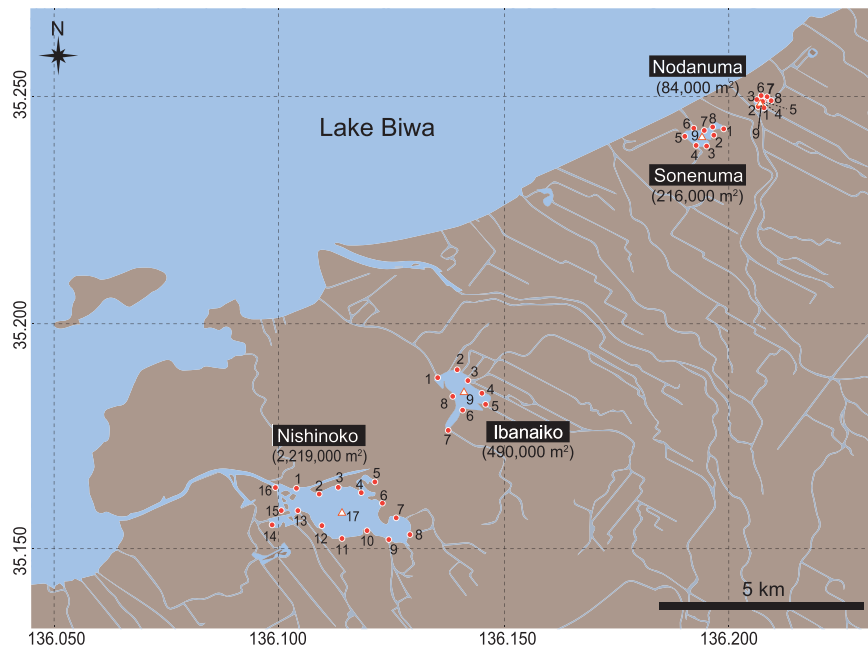 N
Nodanuma
(84,000 m²)
6 7
3 8
2 1 4 5
9
35.250
Lake Biwa
6 7 8 1
5 9 2
4 3
Sonenuma
(216,000 m²)
35.200
2
1 3
4
8 9 5
6
7
Ibanaiko
(490,000 m²)
Nishinoko
(2,219,000 m²)
5
16 1 2 3 4
6
15 13 17 7
14 12 10 8
11 9
35.150
5 km
136.050 136.100 136.150 136.200